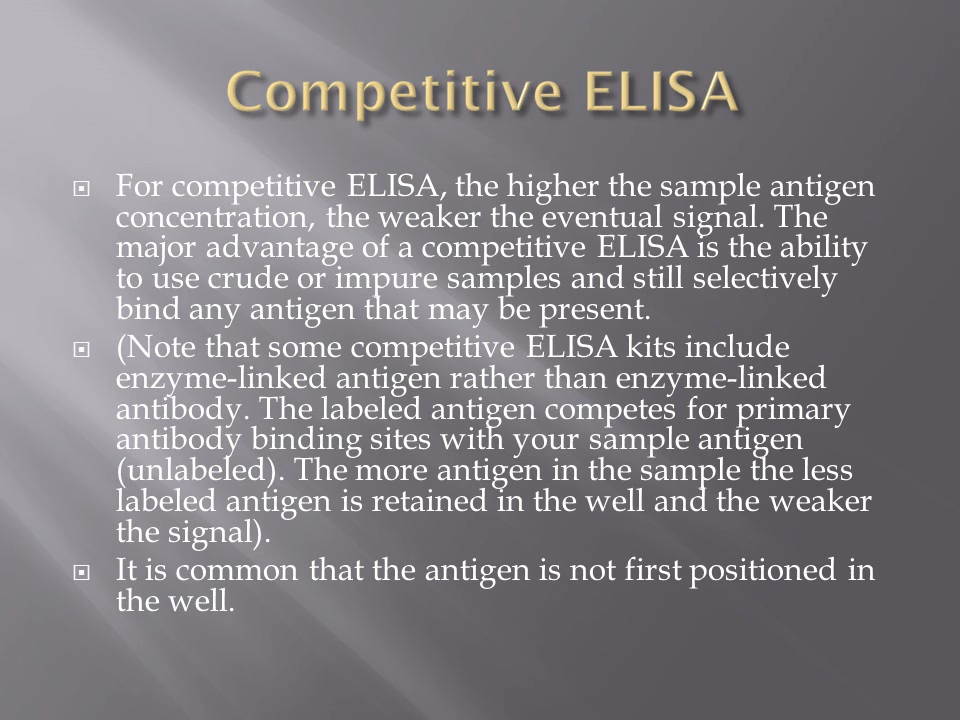 Competitive ELISA
For competitive ELISA, the higher the sample antigen
concentration, the weaker the eventual signal. The
major advantage of a competitive ELISA is the ability
to use crude or impure samples and still selectively
bind any antigen that may be present.
(Note that some competitive ELISA kits include
enzyme-linked antigen rather than enzyme-linked
antibody. The labeled antigen competes for primary
antibody binding sites with your sample antigen
(unlabeled). The more antigen in the sample the less
labeled antigen is retained in the well and the weaker
the signal).
It is common that the antigen is not first positioned in
the well.